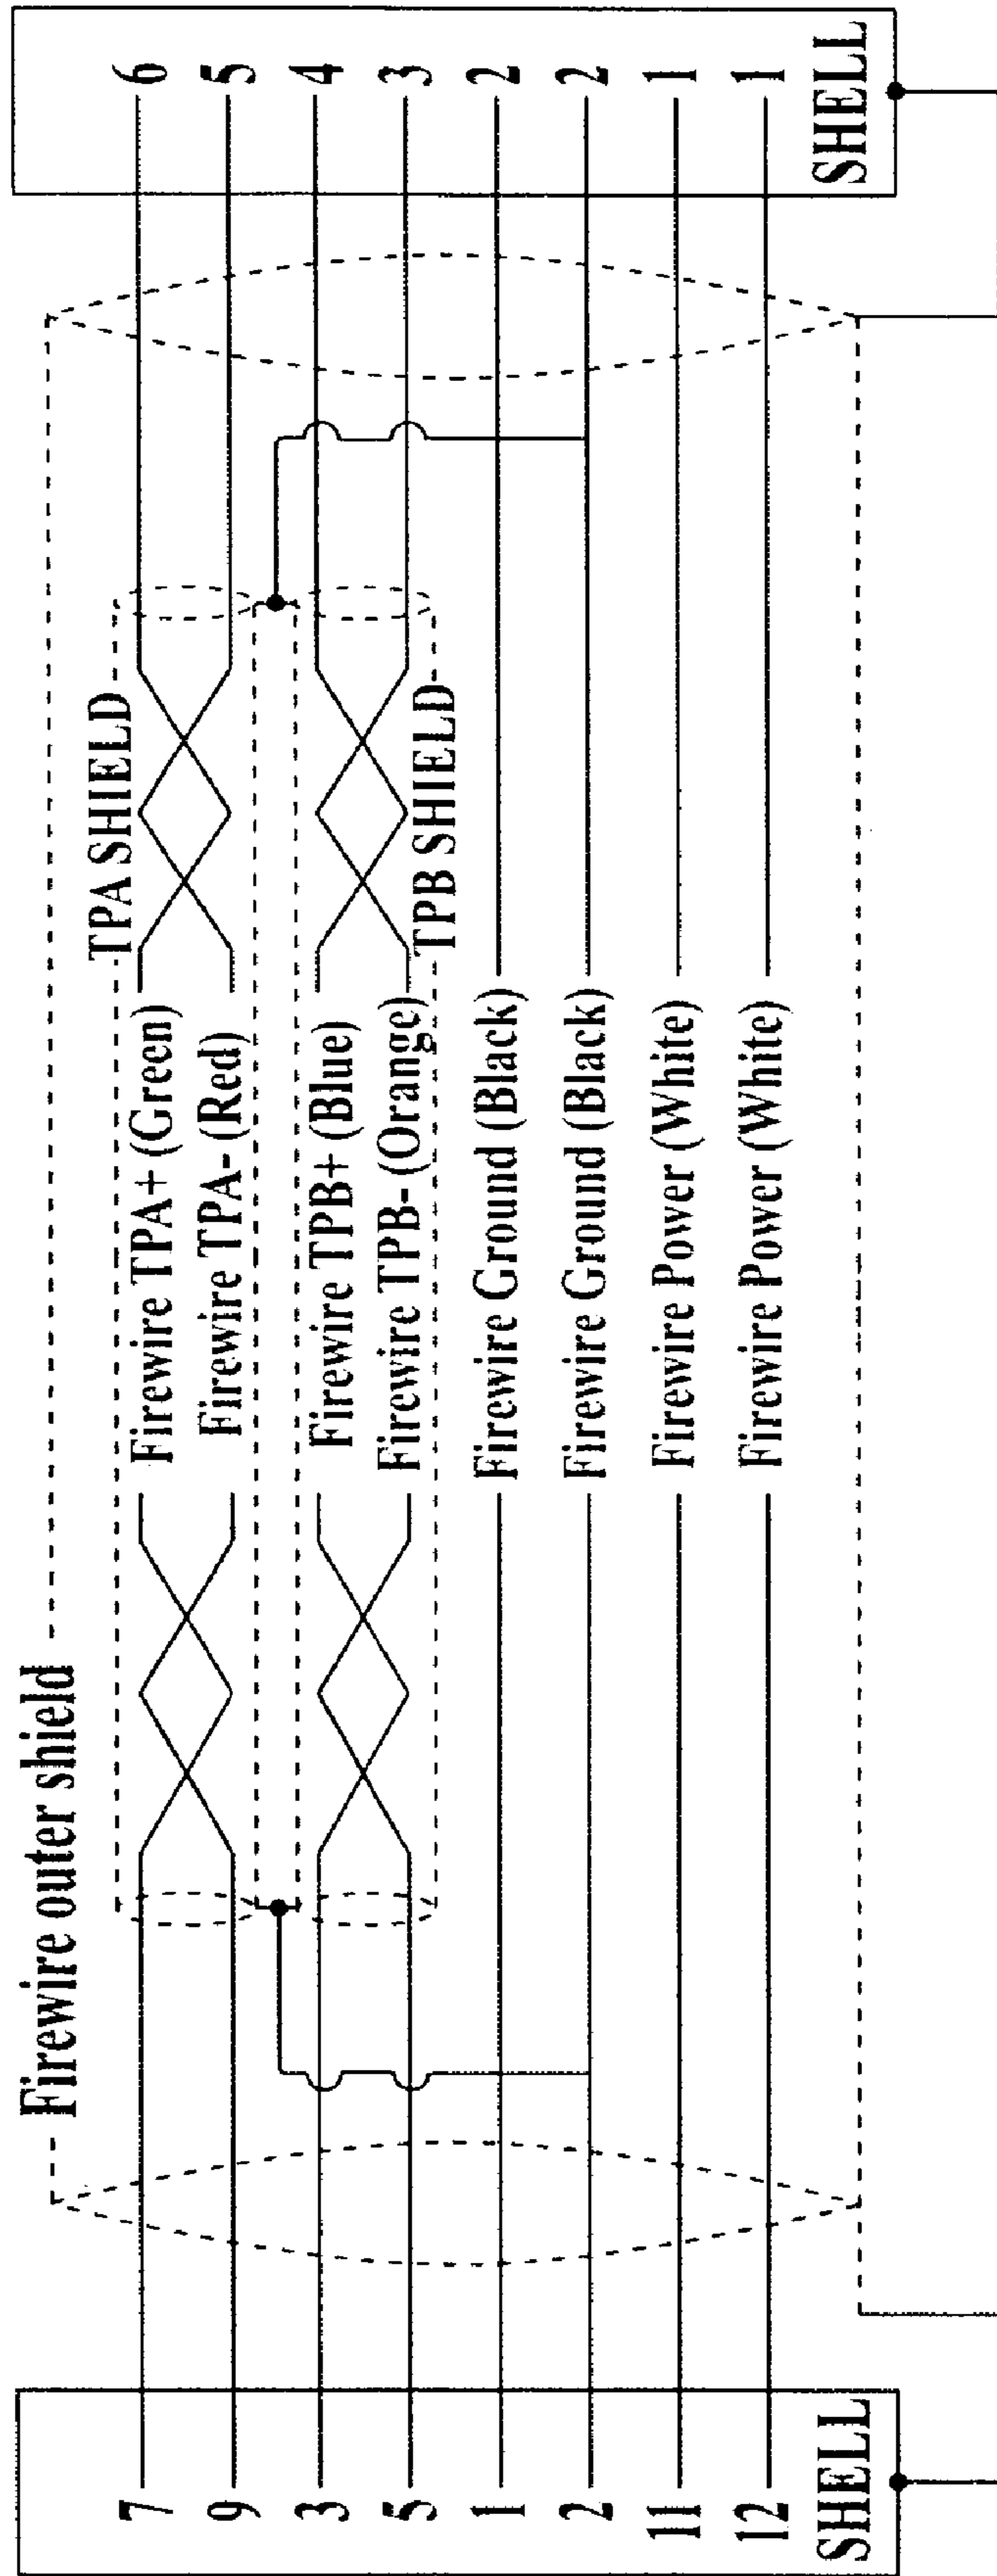 Firewire outer shield
TPA SHIELD
7
Firewire TPA+ (Green)
6
9
Firewire TPA- (Red)
5
3
Firewire TPB+ (Blue)
4
5
Firewire TPB- (Orange)
3
TPB SHIELD
1
Firewire Ground (Black)
2
2
Firewire Ground (Black)
2
11
Firewire Power (White)
1
12
Firewire Power (White)
1
SHELL
SHELL